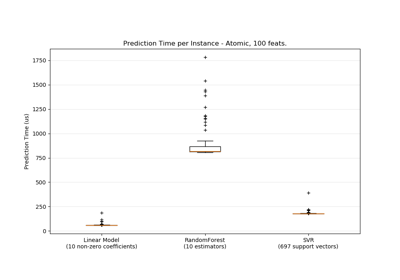 Prediction Time per Instance - Atomic, 100 feats.
Prediction Time (us)
1750
1500
1250
1000
750
500
250
0
Linear Model
(10 non-zero coefficients)
RandomForest
(10 estimators)
SVR
(697 support vectors)